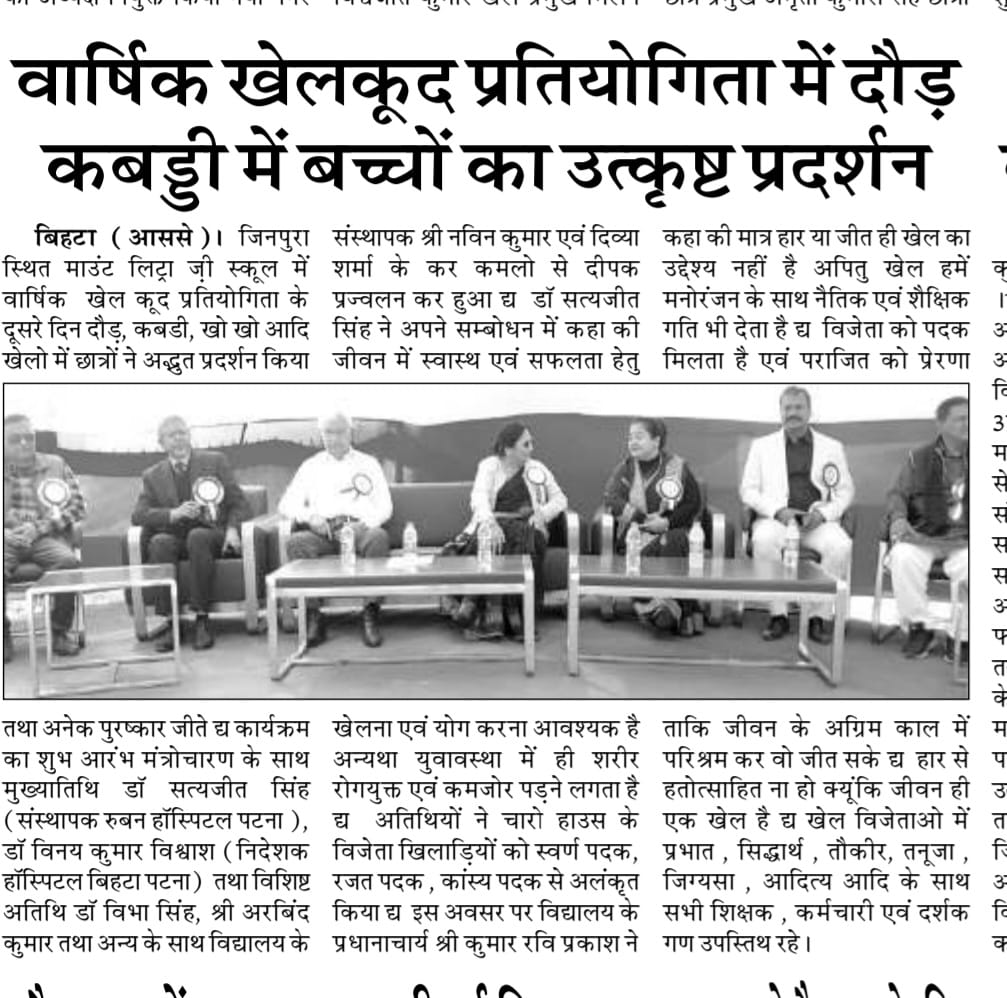 वार्षिक खेलकूद प्रतियोगिता में दौड़
कबड्डी में बच्चों का उत्कृष्ट प्रदर्शन
बिहटा (आससे)। जिनपुरा
स्थित माउंट लिट्रा ज़ी स्कूल में
वार्षिक खेल कूद प्रतियोगिता के
दूसरे दिन दौड़, कबडी, खो खो आदि
खेलो में छात्रों ने अद्भुत प्रदर्शन किया
तथा अनेक पुरष्कार जीते द्य कार्यक्रम
का शुभ आरंभ मंत्रोचारण के साथ
मुख्यातिथि डॉ सत्यजीत सिंह
(संस्थापक रुबन हॉस्पिटल पटना),
डॉ विनय कुमार विश्वाश (निदेशक
हॉस्पिटल बिहटा पटना) तथा विशिष्ट
अतिथि डॉ विभा सिंह, श्री अरबिंद
कुमार तथा अन्य के साथ विद्यालय के
संस्थापक श्री नविन कुमार एवं दिव्या
शर्मा के कर कमलो से दीपक
प्रज्वलन कर हुआ द्य डॉ सत्यजीत
सिंह ने अपने सम्बोधन में कहा की
जीवन में स्वास्थ एवं सफलता हेतु
खेलना एवं योग करना आवश्यक है
अन्यथा युवावस्था में ही शरीर
रोगयुक्त एवं कमजोर पड़ने लगता है
द्य अतिथियों ने चारो हाउस के
विजेता खिलाड़ियों को स्वर्ण पदक,
रजत पदक , कांस्य पदक से अलंकृत
किया द्य इस अवसर पर विद्यालय के
प्रधानाचार्य श्री कुमार रवि प्रकाश ने
कहा की मात्र हार या जीत ही खेल का
उद्देश्य नहीं है अपितु खेल हमें
मनोरंजन के साथ नैतिक एवं शैक्षिक
गति भी देता है द्य विजेता को पदक
मिलता है एवं पराजित को प्रेरणा
ताकि जीवन के अग्रिम काल में
परिश्रम कर वो जीत सके द्य हार से
हतोत्साहित ना हो क्यूंकि जीवन ही
एक खेल है द्य खेल विजेताओ में
प्रभात , सिद्धार्थ , तौकीर, तनूजा ,
जिग्यसा , आदित्य आदि के साथ
सभी शिक्षक , कर्मचारी एवं दर्शक
गण उपस्तिथ रहे।